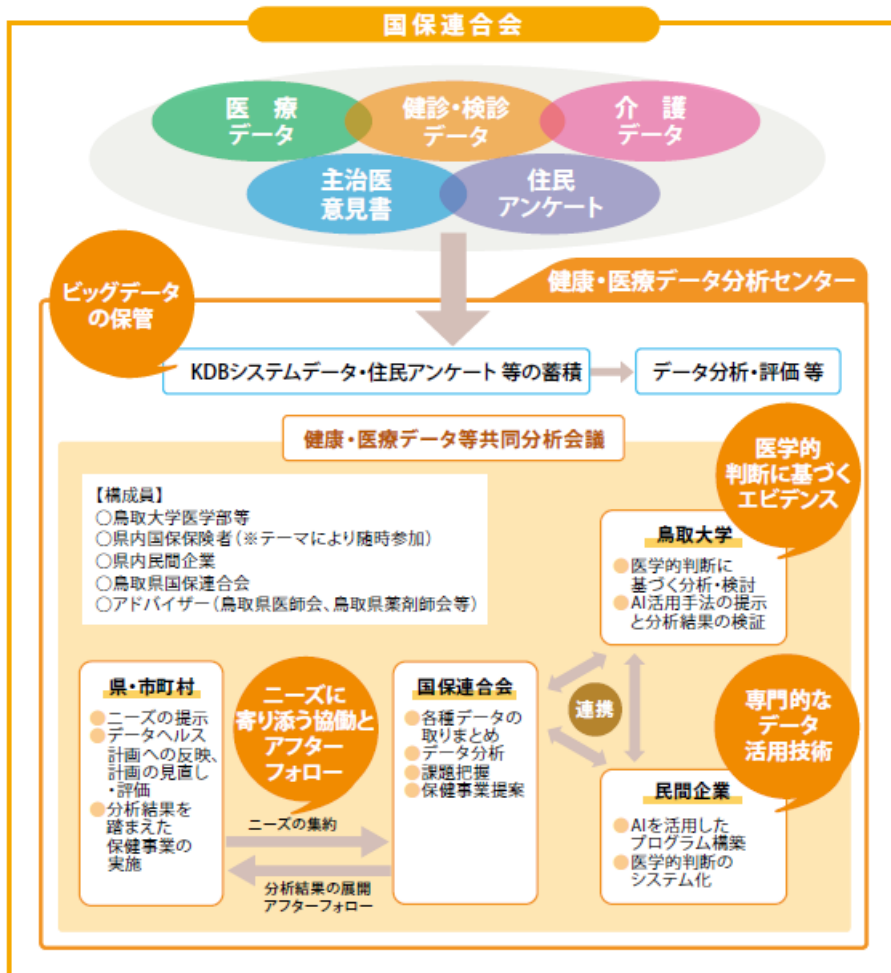 国保連合会
医 療
データ
健診・検診
データ
介 護
データ
主治医
意見書
住民
アンケート
健康・医療データ分析センター
ビッグデータ
の保管
KDBシステムデータ・住民アンケート 等の蓄積
データ分析・評価 等
健康・医療データ等共同分析会議
医学的
判断に基づく
エビデンス
【構成員】
○鳥取大学医学部等
○県内国保保険者(※テーマにより随時参加)
○県内民間企業
○鳥取県国保連合会
○アドバイザー(鳥取県医師会、鳥取県薬剤師会等)
鳥取大学
●医学的判断に
基づく分析・検討
●AI活用手法の提示
と分析結果の検証
県・市町村
●ニーズの提示
●データヘルス
計画への反映、
計画の見直し
・評価
●分析結果を
踏まえた
保健事業の
実施
ニーズに
寄り添う協働と
アフター
フォロー
ニーズの集約
分析結果の展開
アフターフォロー
国保連合会
●各種データの
取りまとめ
●データ分析
●課題把握
●保健事業提案
連携
専門的な
データ
活用技術
民間企業
●AIを活用した
プログラム構築
●医学的判断の
システム化